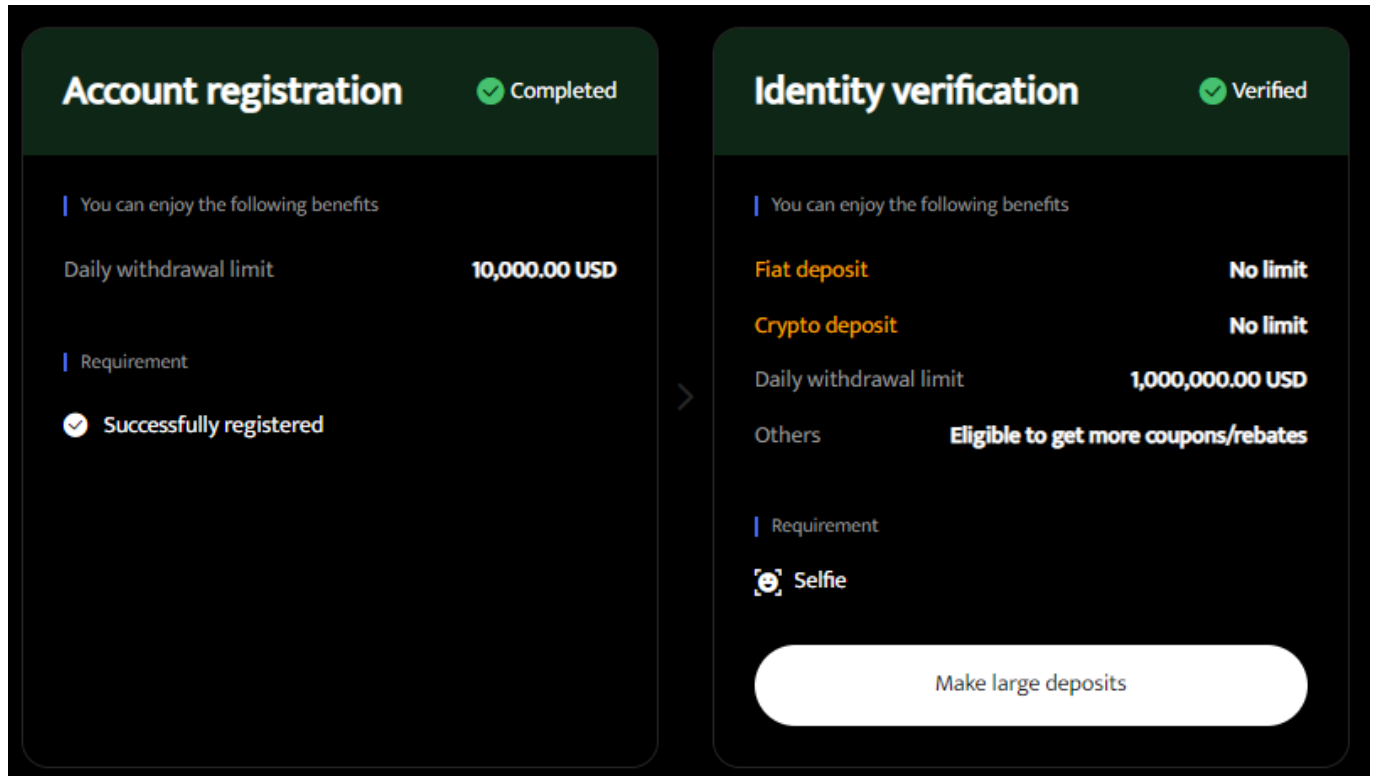 Account registration
Completed
You can enjoy the following benefits
Daily withdrawal limit
10,000.00 USD
Requirement
Successfully registered
Identity verification
Verified
You can enjoy the following benefits
Fiat deposit
No limit
Crypto deposit
No limit
Daily withdrawal limit
1,000,000.00 USD
Others
Eligible to get more coupons/rebates
Requirement
Selfie
Make large deposits